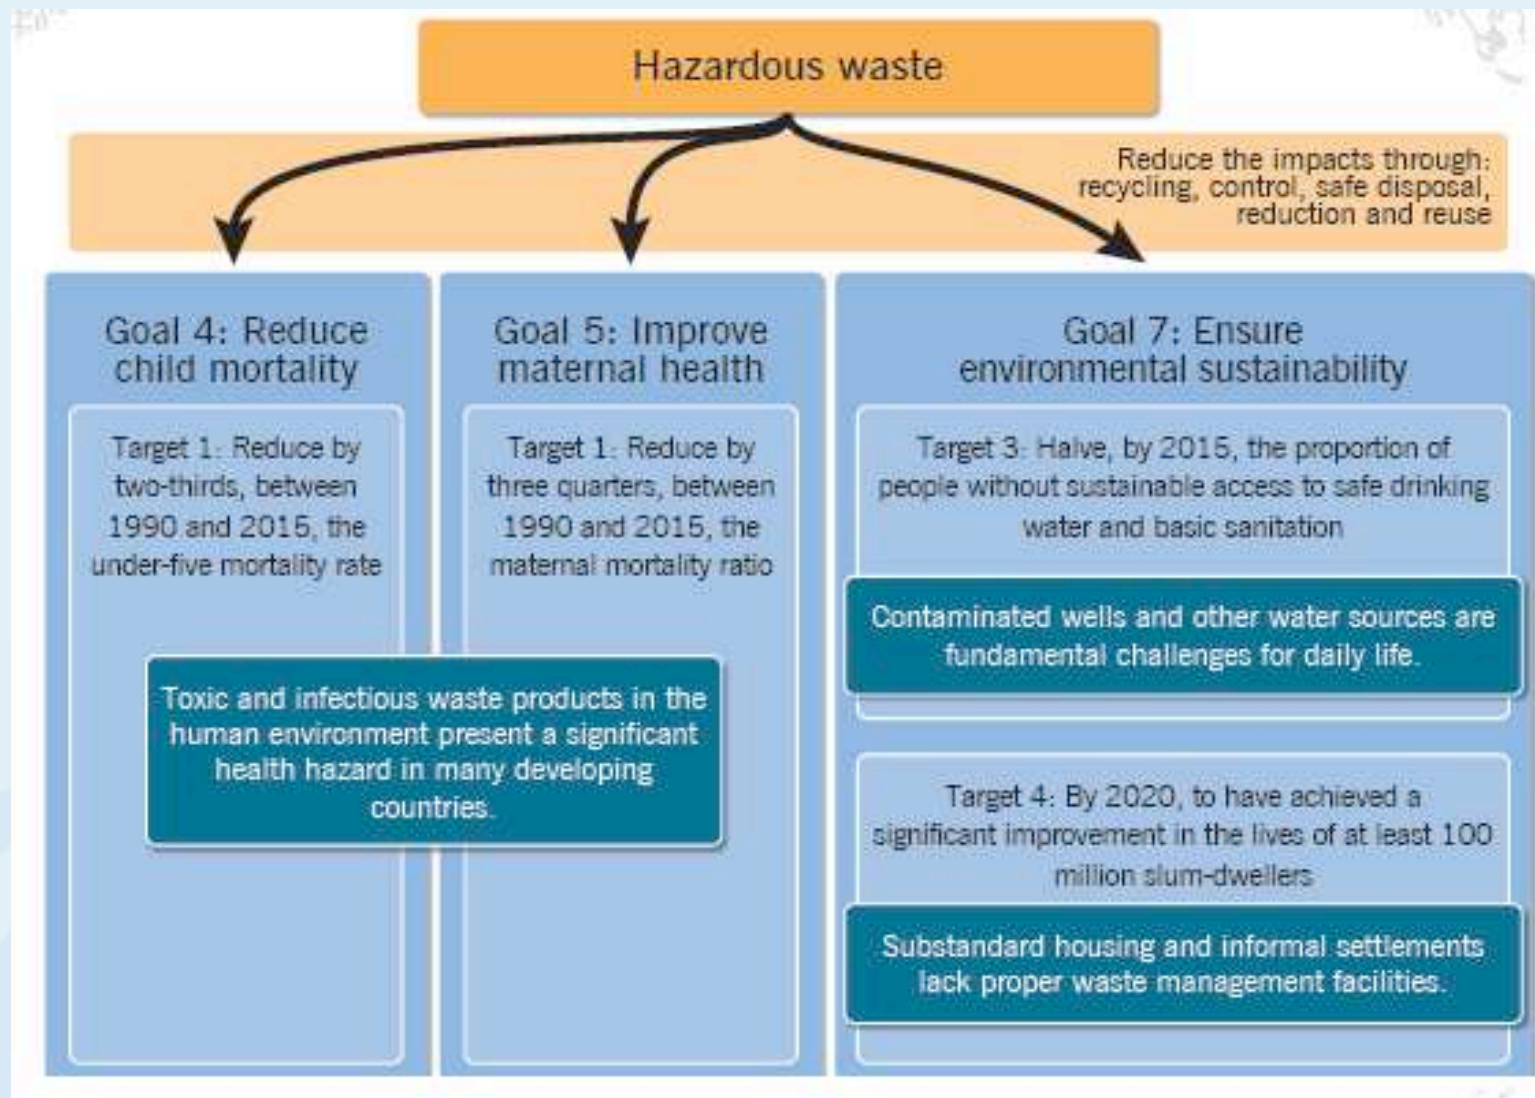 Hazardous waste
Reduce the impacts through:
recycling, control, safe disposal,
reduction and reuse
Goal 4: Reduce
child mortality
Target 1: Reduce by
two-thirds, between
1990 and 2015, the
under-five mortality rate
Goal 5: Improve
maternal health
Target 1: Reduce by
three quarters, between
1990 and 2015, the
maternal mortality ratio
Toxic and infectious waste products in the
human environment present a significant
health hazard in many developing
countries.
Goal 7: Ensure
environmental sustainability
Target 3: Halve, by 2015, the proportion of
people without sustainable access to safe drinking
water and basic sanitation
Contaminated wells and other water sources are
fundamental challenges for daily life.
Target 4: By 2020, to have achieved a
significant improvement in the lives of at least 100
million slum-dwellers
Substandard housing and informal settlements
lack proper waste management facilities.